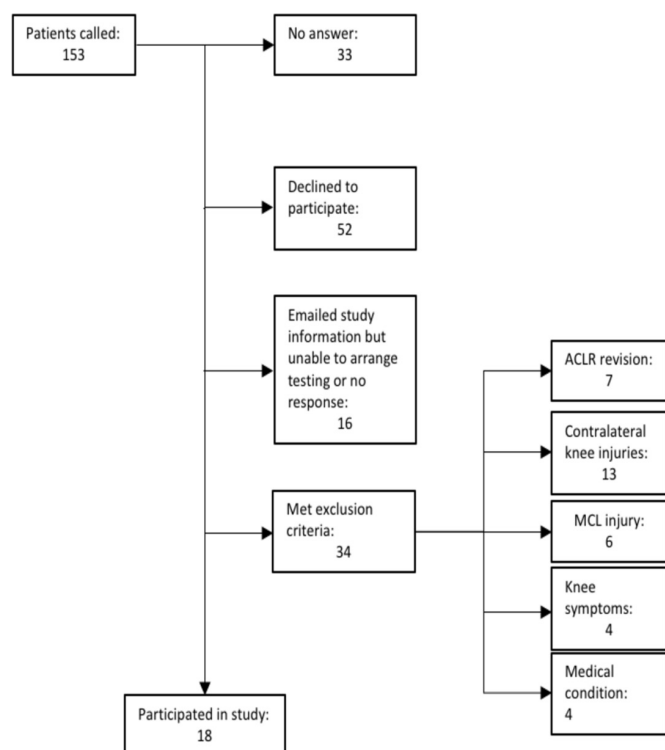 Patients called:
153
No answer:
33
Declined to
participate:
52
Emailed study
information but
unable to arrange
testing or no
response:
16
Met exclusion
criteria:
34
ACLR revision:
7
Contralateral
knee injuries:
13
MCL injury:
6
Knee
symptoms:
4
Medical
condition:
4
Participated in study:
18